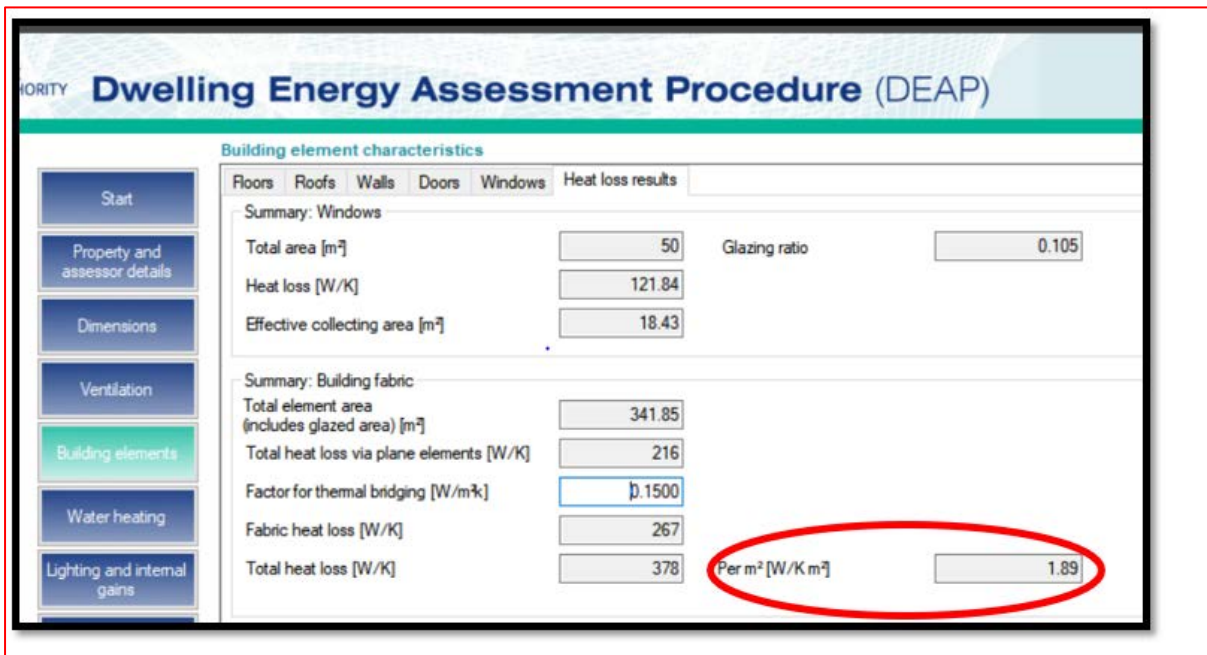 HORITY Dwelling Energy Assessment Procedure (DEAP)
Building element characteristics
Floors Roofs Walls Doors Windows Heat loss results
Start
Summary: Windows
Total area [m²] 50 Glazing ratio 0.105
Property and
assessor details
Heat loss [W/K] 121.84
Effective collecting area [m²] 18.43
Dimensions
Ventilation
Summary: Building fabric
Total element area
(includes glazed area) [m²] 341.85
Building elements
Total heat loss via plane elements [W/K] 216
Factor for thermal bridging [W/m²k] 0.1500
Water heating
Fabric heat loss [W/K] 267
Lighting and internal
gains
Total heat loss [W/K] 378 Per m² [W/K m²] 1.89